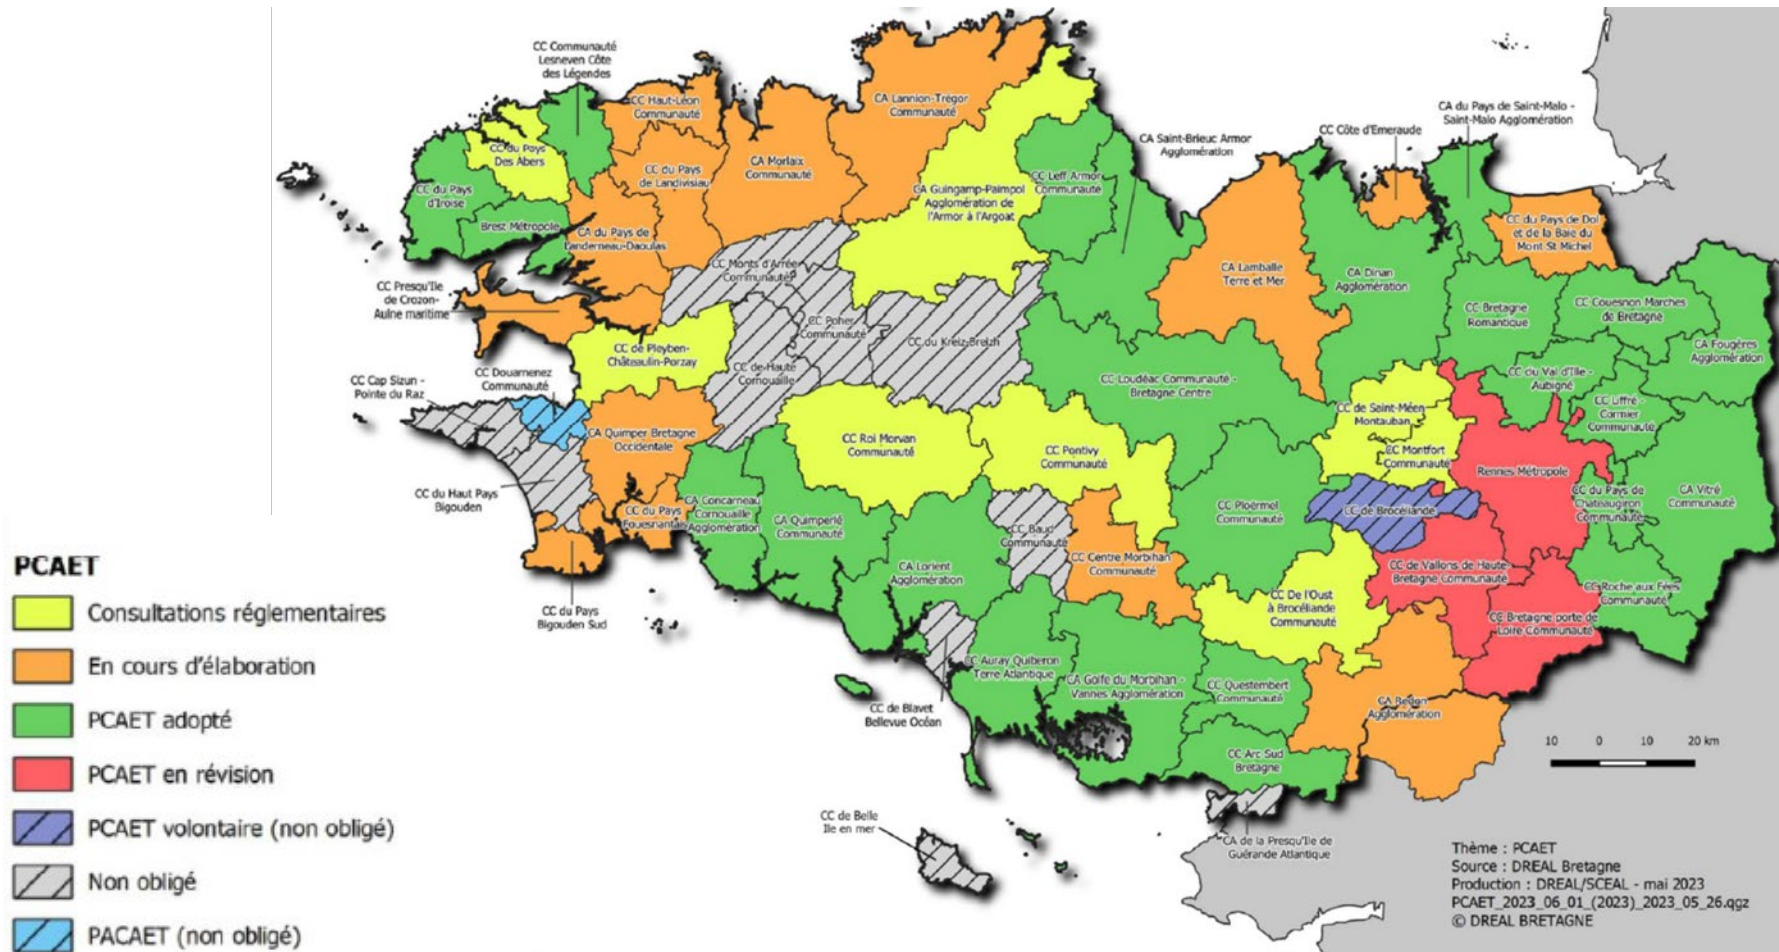 CC Communauté
Lesneven Côte
des Légendes
CC Haut-Léon
Communauté
CA Lannion-Trégor
Communauté
CA du Pays de Saint-Malo -
Saint-Malo Agglomération
CC Côte d'Emeraude
CA Saint-Brieuc Armor
Agglomération
CC du Pays
Des Abers
CC du Pays
de Landivisiau
CA Morlaix
Communauté
CC Leff Armor
Communauté
CC du Pays
d'Iroise
CA Guingamp-Paimpol
Agglomération de
l'Armor à l'Argoat
Brest Métropole
CA du Pays de
Landerneau-Daoulas
CC du Pays de Dol
et de la Baie du
Mont St Michel
CC Monts d'Arrée
Communauté
CA Lamballe
Terre et Mer
CA Dinan
Agglomération
CC Presqu'Ile
de Crozon-
Aulne maritime
CC Bretagne
Romantique
CC Couesnon Marches
de Bretagne
CC Poher
Communauté
CC du Kreiz-Breizh
CA Fougères
Agglomération
CC de Pleyben-
Châteaulin-Porzay
CC Douarnenez
Communauté
CC de Haute
Cornouaille
CC Loudéac Communauté -
Bretagne Centre
CC du Val d'Ille -
Aubigné
CC Cap Sizun -
Pointe du Raz
CC de Saint-Méen
Montauban
CC Liffré -
Cormier
Communauté
CA Quimper Bretagne
Occidentale
CC Roi Morvan
Communauté
CC Pontivy
Communauté
CC Montfort
Communauté
Rennes Métropole
CC du Haut Pays
Bigouden
CC du Pays
Fouesnantais
CA Concarneau
Cornouaille
Agglomération
CA Quimperlé
Communauté
CC Baud
Communauté
CC Ploërmel
Communauté
CC de Brocéliande
CC du Pays de
Châteaugiron
Communauté
CA Vitré
Communauté
CC Centre Morbihan
Communauté
CA Lorient
Agglomération
CC de Vallons de Haute-
Bretagne Communauté
CC Roche aux Fées
Communauté
CC De l'Oust
à Brocéliande
Communauté
CC Bretagne porte de
Loire Communauté
CC du Pays
Bigouden Sud
CC Auray Quiberon
Terre Atlantique
CA Golfe du Morbihan -
Vannes Agglomération
CC Questembert
Communauté
CA Redon
Agglomération
CC de Blavet
Bellevue Océan
CC Arc Sud
Bretagne
CC de Belle
Ile en mer
CA de la Presqu'Ile de
Guérande Atlantique
10 0 10 20 km
PCAET
Consultations réglementaires
En cours d'élaboration
PCAET adopté
PCAET en révision
PCAET volontaire (non obligé)
Non obligé
PACAET (non obligé)
Thème : PCAET
Source : DREAL Bretagne
Production : DREAL/SCEAL - mai 2023
PCAET_2023_06_01_(2023)_2023_05_26.qgz
© DREAL BRETAGNE